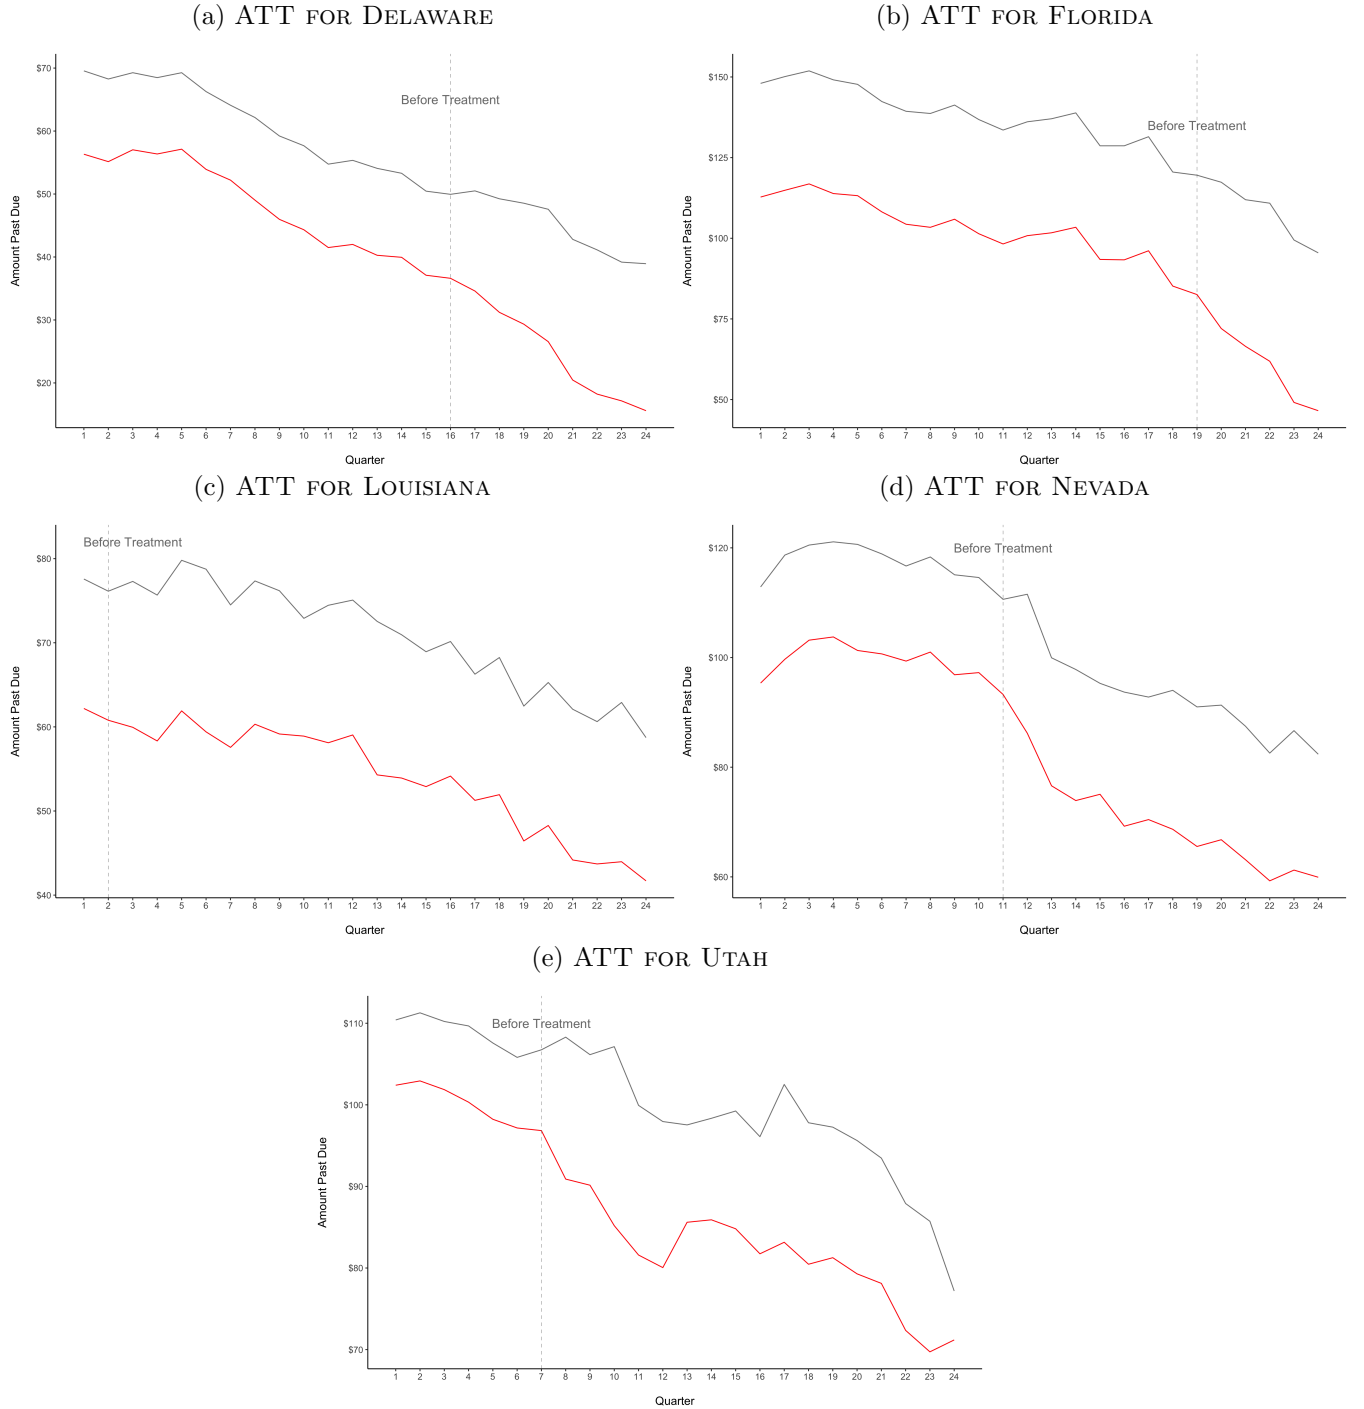 (a) ATT for Delaware
$70
$60
$50
$40
$30
$20
Before Treatment
Amount Past Due
1 2 3 4 5 6 7 8 9 10 11 12 13 14 15 16 17 18 19 20 21 22 23 24
Quarter
(b) ATT for Florida
$150
$125
$100
$75
$50
Before Treatment
Amount Past Due
1 2 3 4 5 6 7 8 9 10 11 12 13 14 15 16 17 18 19 20 21 22 23 24
Quarter
(c) ATT for Louisiana
$80
$70
$60
$50
$40
Before Treatment
Amount Past Due
1 2 3 4 5 6 7 8 9 10 11 12 13 14 15 16 17 18 19 20 21 22 23 24
Quarter
(d) ATT for Nevada
$120
$100
$80
$60
Before Treatment
Amount Past Due
1 2 3 4 5 6 7 8 9 10 11 12 13 14 15 16 17 18 19 20 21 22 23 24
Quarter
(e) ATT for Utah
$110
$100
$90
$80
$70
Before Treatment
Amount Past Due
1 2 3 4 5 6 7 8 9 10 11 12 13 14 15 16 17 18 19 20 21 22 23 24
Quarter